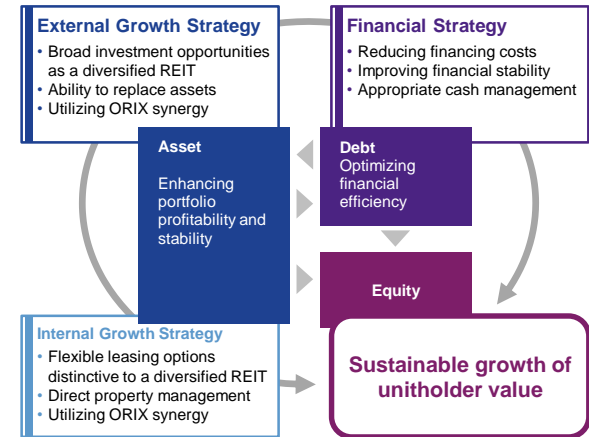 External Growth Strategy
• Broad investment opportunities
as a diversified REIT
• Ability to replace assets
• Utilizing ORIX synergy
Financial Strategy
• Reducing financing costs
• Improving financial stability
• Appropriate cash management
Asset
Enhancing
portfolio
profitability and
stability
Debt
Optimizing
financial
efficiency
Equity
Internal Growth Strategy
• Flexible leasing options
distinctive to a diversified REIT
• Direct property management
• Utilizing ORIX synergy
Sustainable growth of
unitholder value